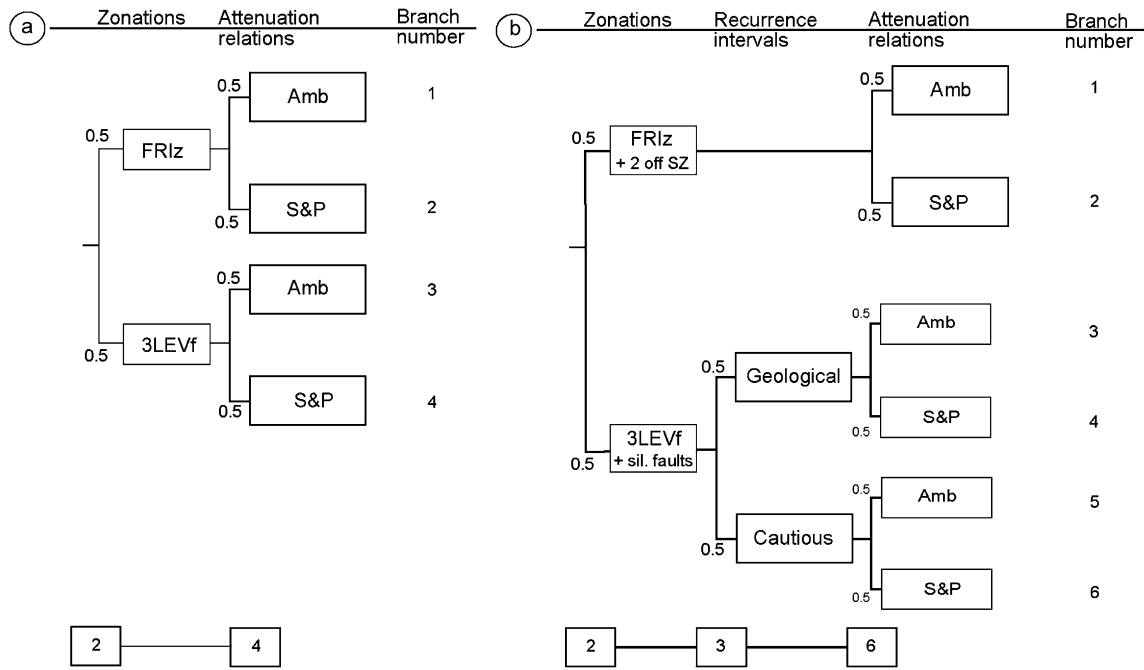 a
Zonations
Attenuation
relations
Branch
number
0.5
Amb
1
0.5
FRIz
0.5
S&P
2
0.5
Amb
3
0.5
3LEVf
0.5
S&P
4
2
4
b
Zonations
Recurrence
intervals
Attenuation
relations
Branch
number
0.5
Amb
1
0.5
FRIz
+ 2 off SZ
0.5
S&P
2
0.5
Amb
3
0.5
Geological
0.5
S&P
4
0.5
3LEVf
+ sil. faults
0.5
Amb
5
0.5
Cautious
0.5
S&P
6
2
3
6